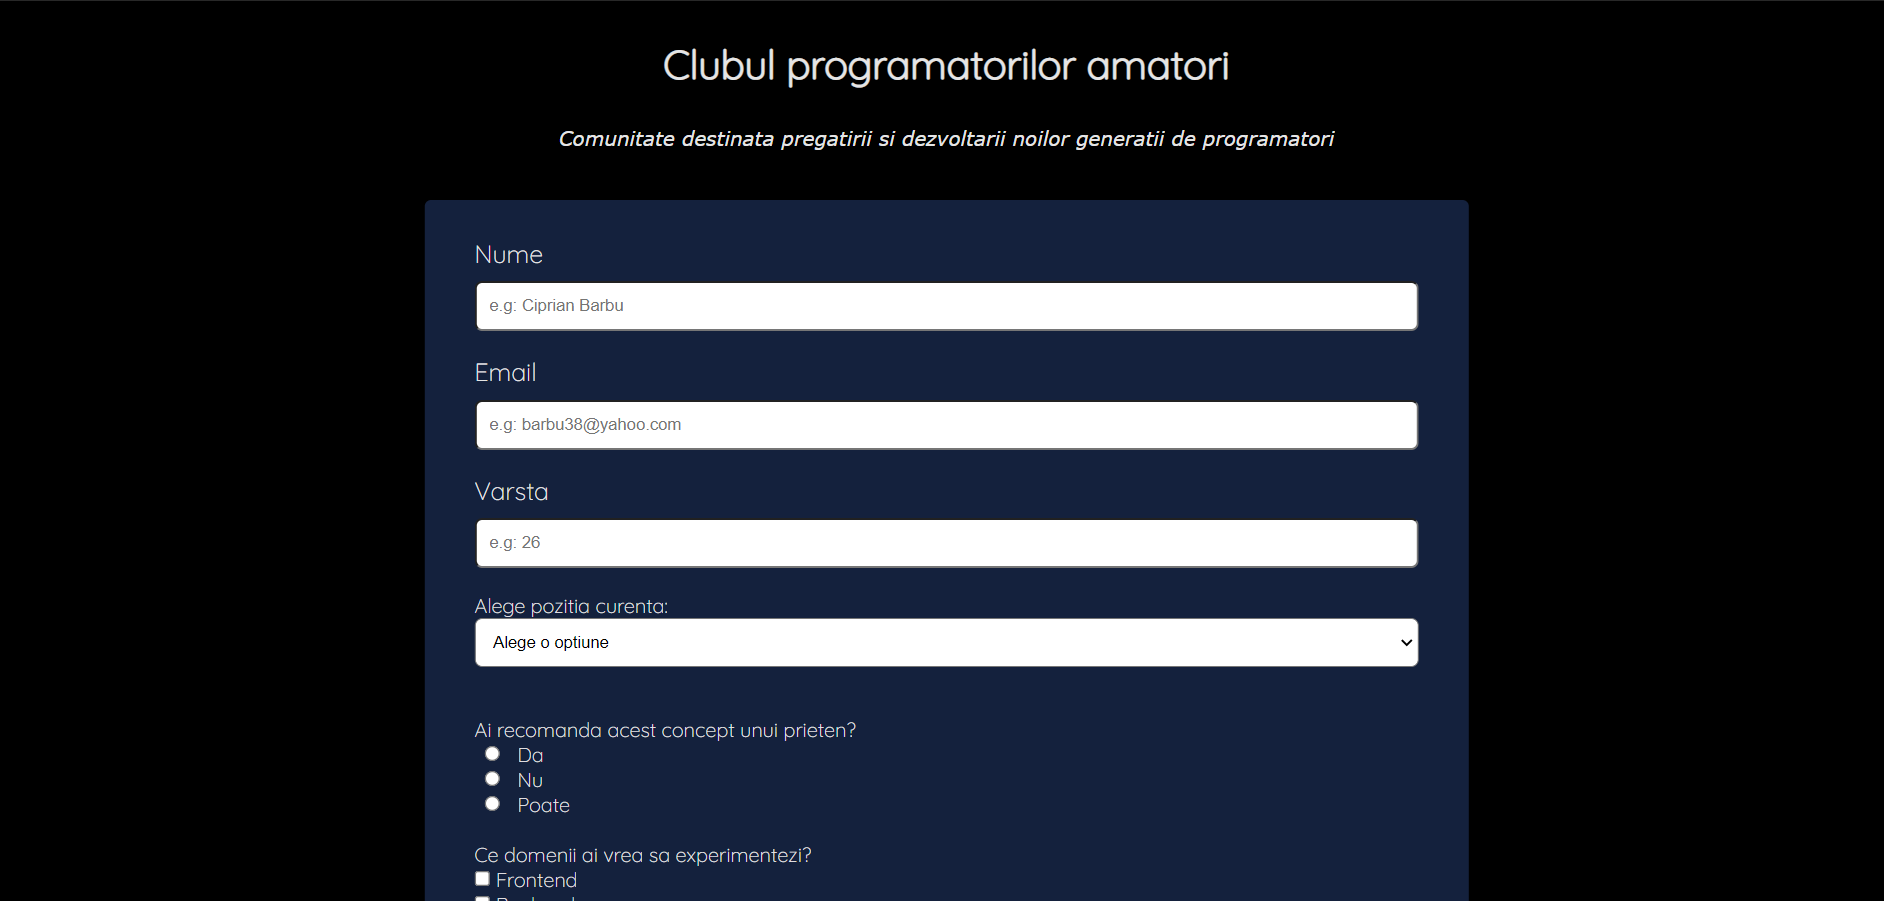 Clubul programatorilor amatori
Comunitate destinata pregatirii si dezvoltarii noilor generatii de programatori
Nume
e.g: Ciprian Barbu
Email
e.g: barbu38@yahoo.com
Varsta
e.g: 26
Alege pozitia curenta:
Alege o optiune
Ai recomanda acest concept unui prieten?
Da
Nu
Poate
Ce domenii ai vrea sa experimentezi?
Frontend